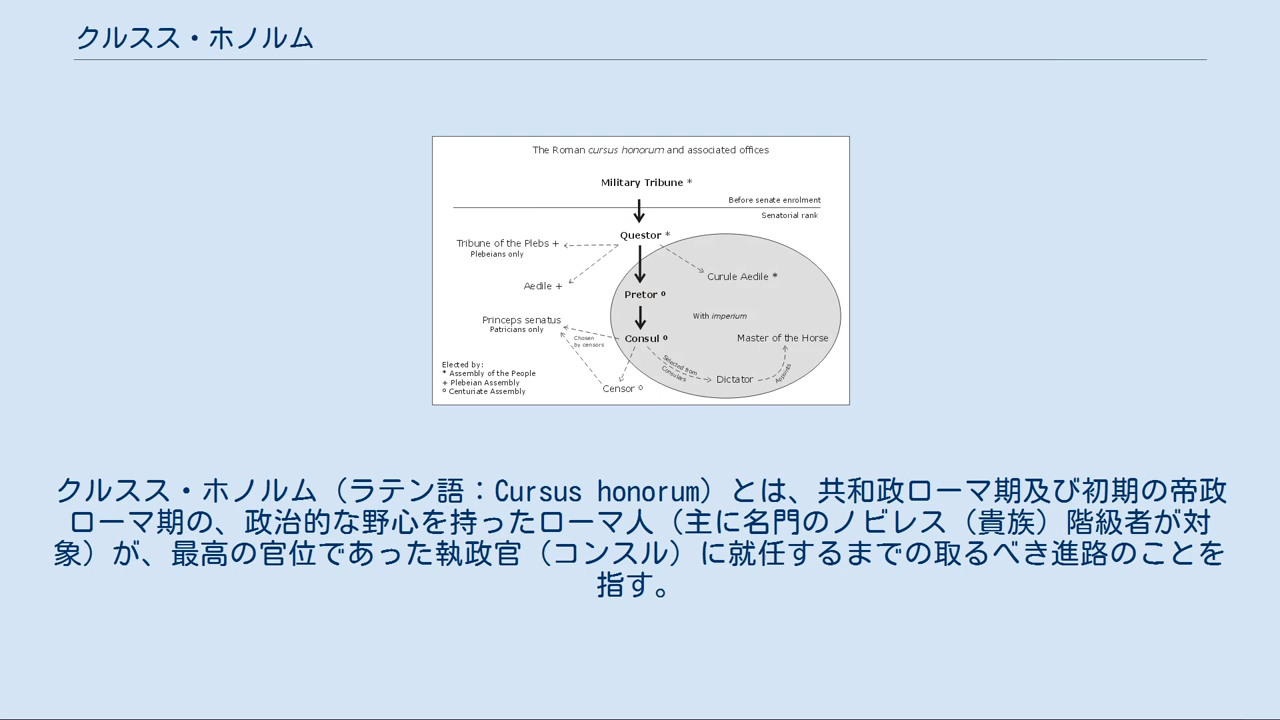 クルスス・ホノルム
The Roman cursus honorum and associated offices
Military Tribune *
Before senate enrolment
Senatorial rank
Questor *
Tribune of the Plebs +
Plebeians only
Curule Aedile *
Aedile +
Pretor º
With imperium
Princeps senatus
Patricians only
Chosen
by censors
Consul º
Master of the Horse
Selected from
Consulars
Dictator
Appoints
Censor º
Elected by:
* Assembly of the People
+ Plebeian Assembly
º Centuriate Assembly
クルスス・ホノルム（ラテン語：Cursus honorum）とは、共和政ローマ期及び初期の帝政
ローマ期の、政治的な野心を持ったローマ人（主に名門のノビレス（貴族）階級者が対
象）が、最高の官位であった執政官（コンスル）に就任するまでの取るべき進路のことを
指す。